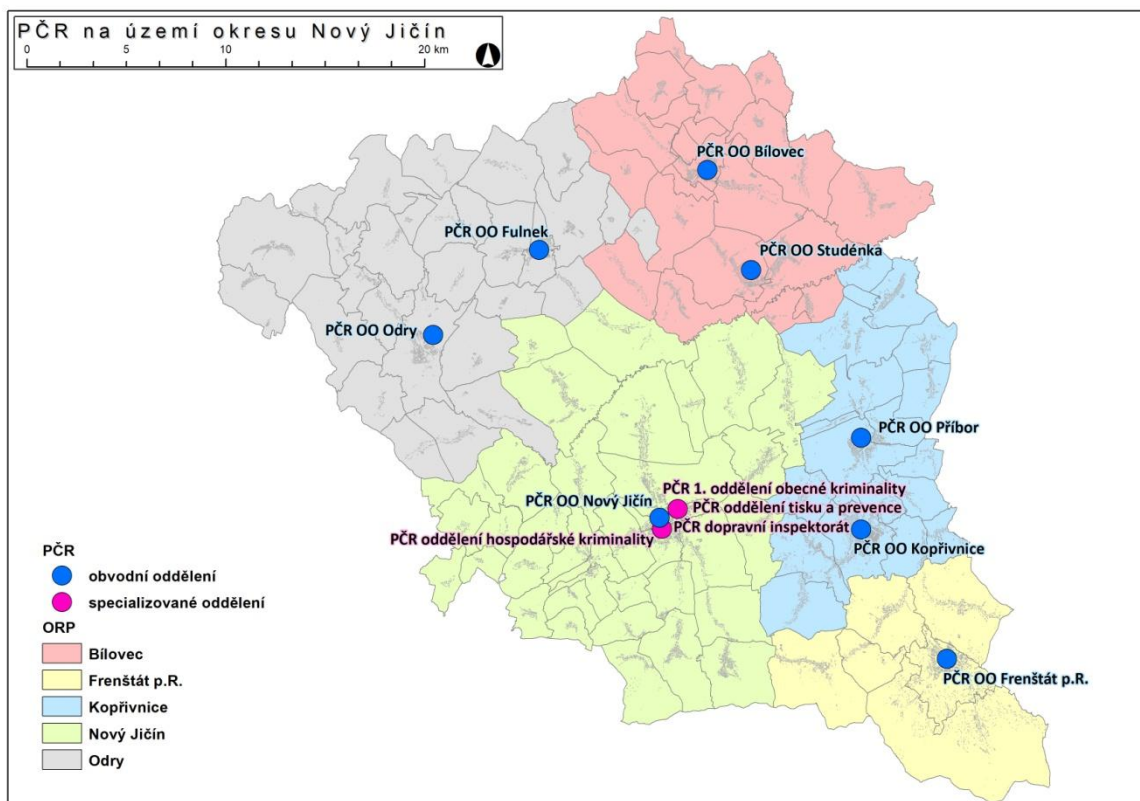 PČR na území okresu Nový Jičín
0 5 10 20 km
PČR OO Bílovec
PČR OO Fulnek
PČR OO Studénka
PČR OO Odry
PČR OO Příbor
PČR 1. oddělení obecné kriminality
PČR OO Nový Jičín
PČR oddělení tisku a prevence
PČR dopravní inspektorát
PČR oddělení hospodářské kriminality
PČR OO Kopřivnice
PČR OO Frenštát p.R.
PČR
obvodní oddělení
specializované oddělení
ORP
Bílovec
Frenštát p.R.
Kopřivnice
Nový Jičín
Odry